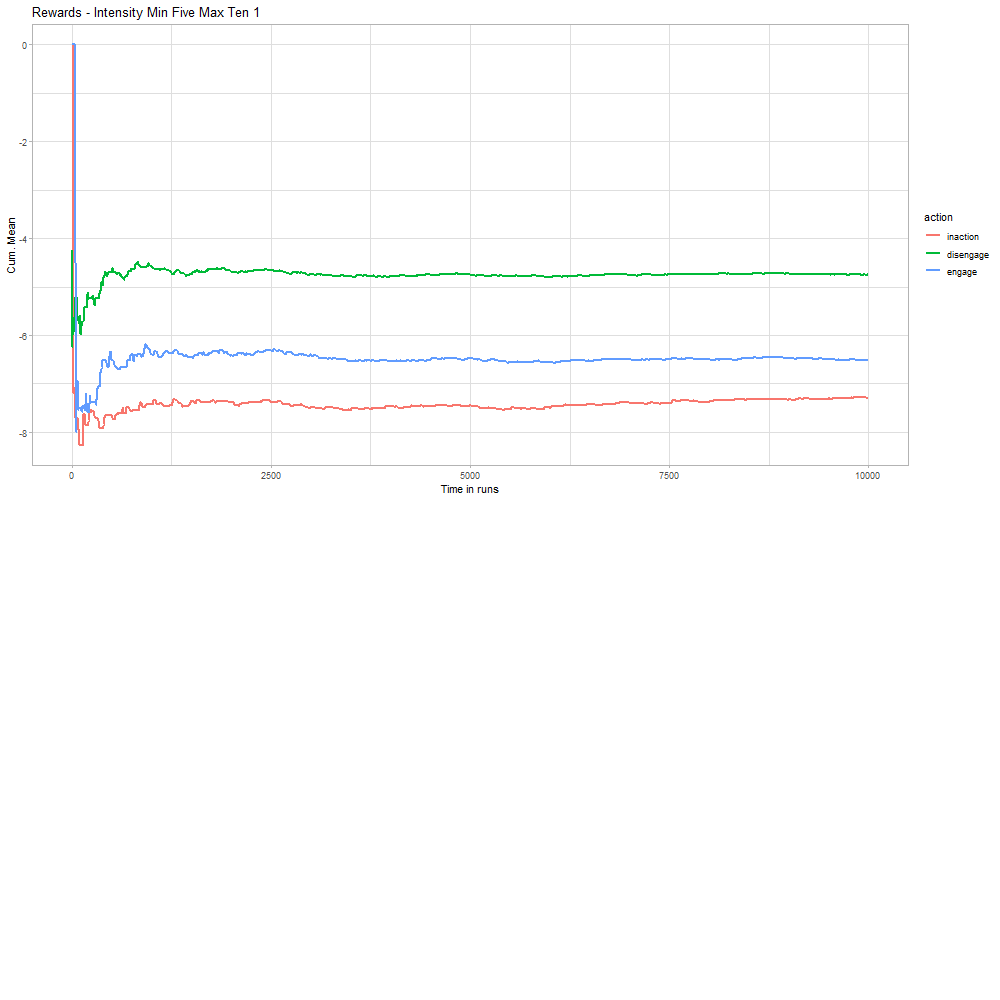 Rewards - Intensity Min Five Max Ten 1
0
-2
-4
-6
-8
Cum. Mean
0 2500 5000 7500 10000
Time in runs
action
inaction
disengage
engage